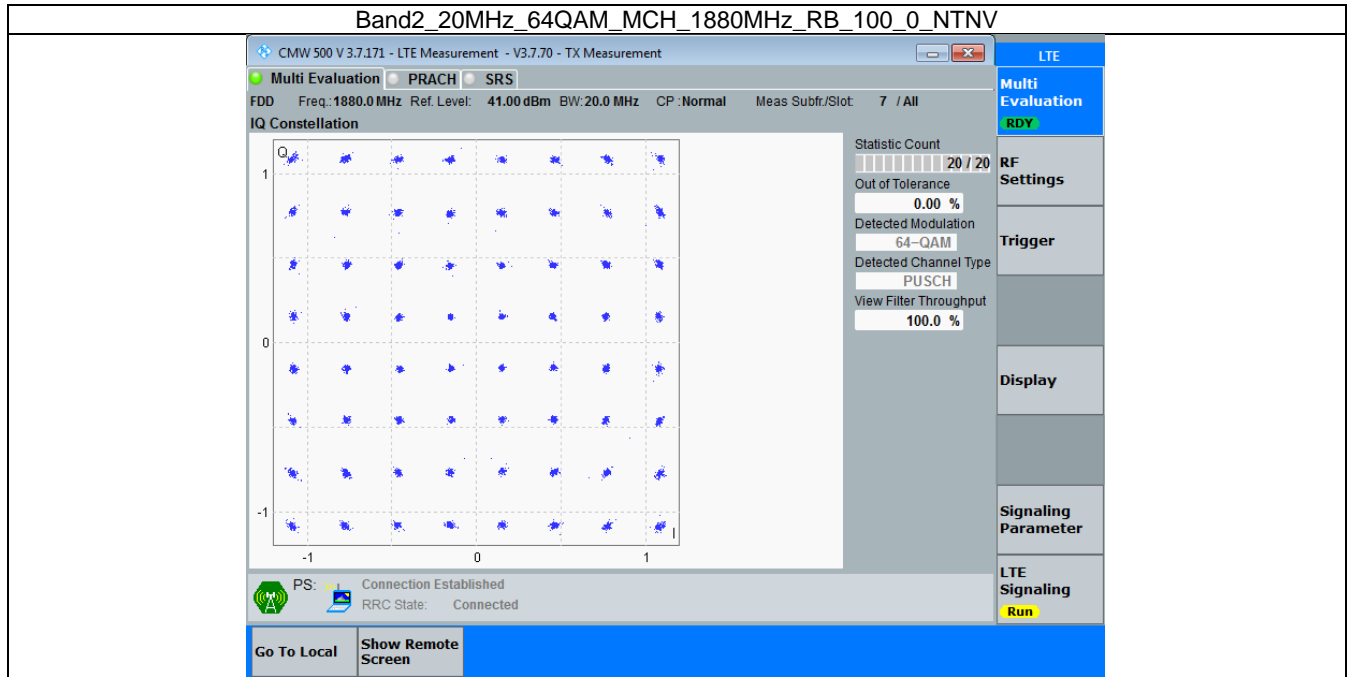 Band2_20MHz_64QAM_MCH_1880MHz_RB_100_0_NTNV
CMW 500 V 3.7.171 - LTE Measurement - V3.7.70 - TX Measurement
LTE
Multi Evaluation PRACH SRS
Multi
Evaluation
RDY
FDD Freq.:1880.0 MHz Ref. Level: 41.00 dBm BW:20.0 MHz CP :Normal Meas Subfr./Slot: 7 / All
IQ Constellation
Q
1
0
-1
I
-1 0 1
Statistic Count
20 / 20
Out of Tolerance
0.00 %
Detected Modulation
64-QAM
Detected Channel Type
PUSCH
View Filter Throughput
100.0 %
RF
Settings
Trigger
Display
Signaling
Parameter
LTE
Signaling
Run
PS: Connection Established
RRC State: Connected
Go To Local
Show Remote
Screen